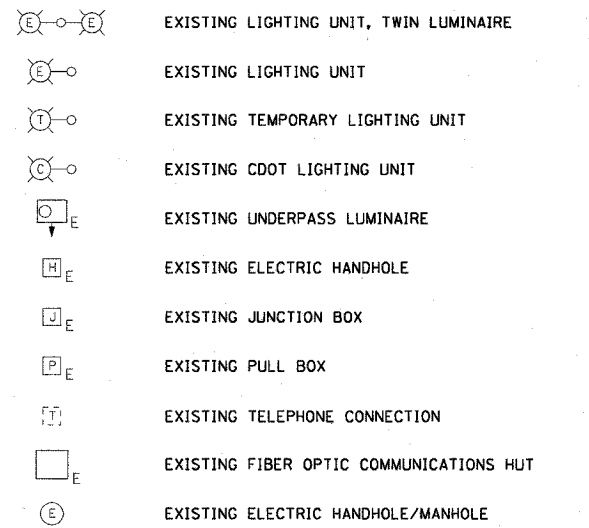 E E EXISTING LIGHTING UNIT, TWIN LUMINAIRE
E EXISTING LIGHTING UNIT
T EXISTING TEMPORARY LIGHTING UNIT
C EXISTING CDOT LIGHTING UNIT
E EXISTING UNDERPASS LUMINAIRE
H E EXISTING ELECTRIC HANDHOLE
J E EXISTING JUNCTION BOX
P E EXISTING PULL BOX
T EXISTING TELEPHONE CONNECTION
E EXISTING FIBER OPTIC COMMUNICATIONS HUT
E EXISTING ELECTRIC HANDHOLE/MANHOLE